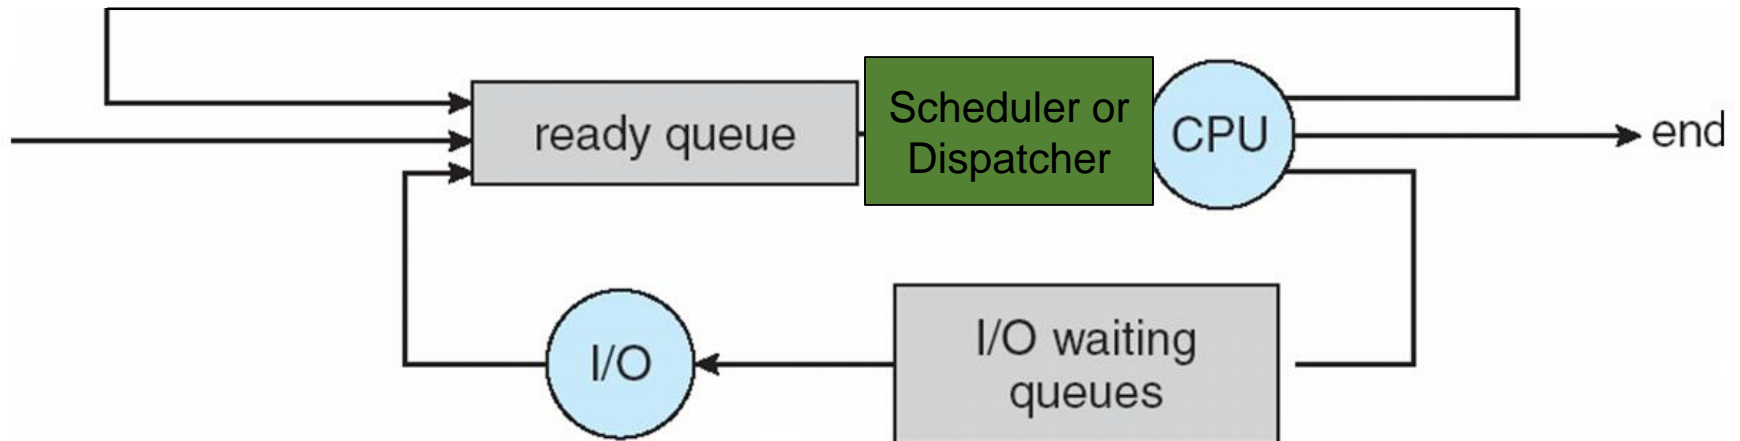 ready queue
Scheduler or
Dispatcher
CPU
end
I/O
I/O waiting
queues